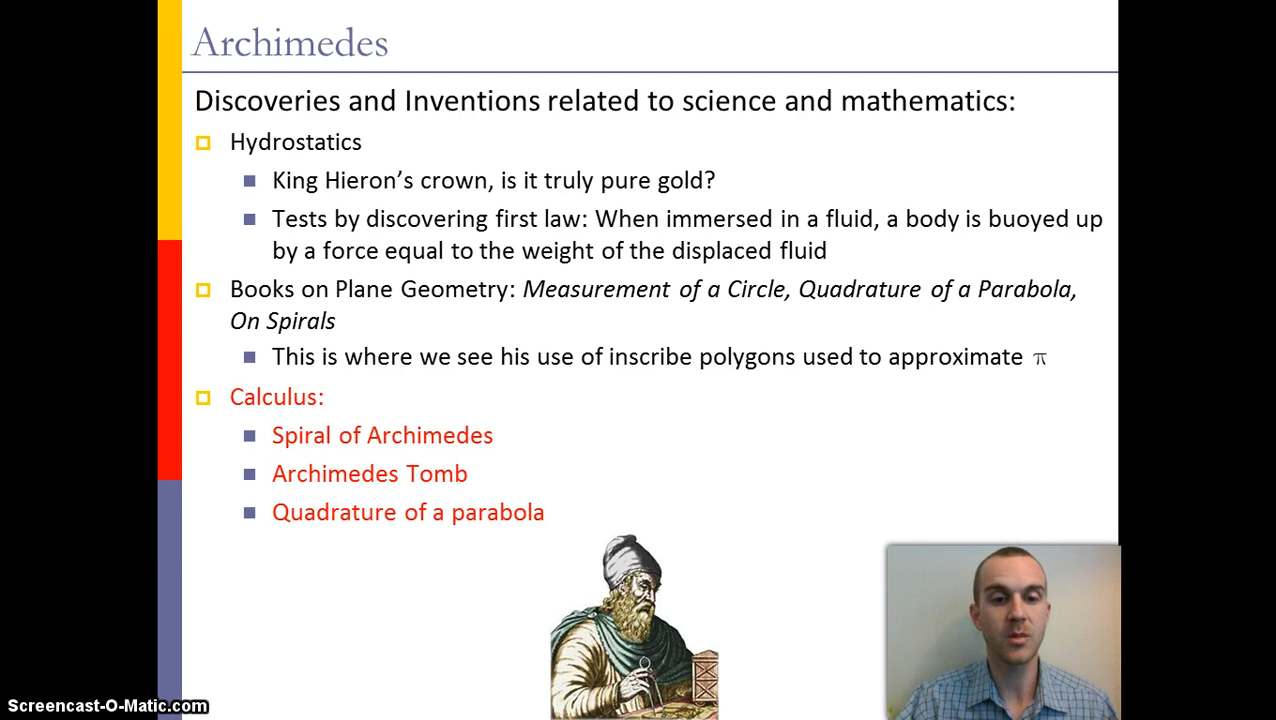 Archimedes
Discoveries and Inventions related to science and mathematics:
Hydrostatics
King Hieron's crown, is it truly pure gold?
Tests by discovering first law: When immersed in a fluid, a body is buoyed up
by a force equal to the weight of the displaced fluid
Books on Plane Geometry: Measurement of a Circle, Quadrature of a Parabola,
On Spirals
This is where we see his use of inscribe polygons used to approximate π
Calculus:
Spiral of Archimedes
Archimedes Tomb
Quadrature of a parabola
Screencast-O-Matic.com